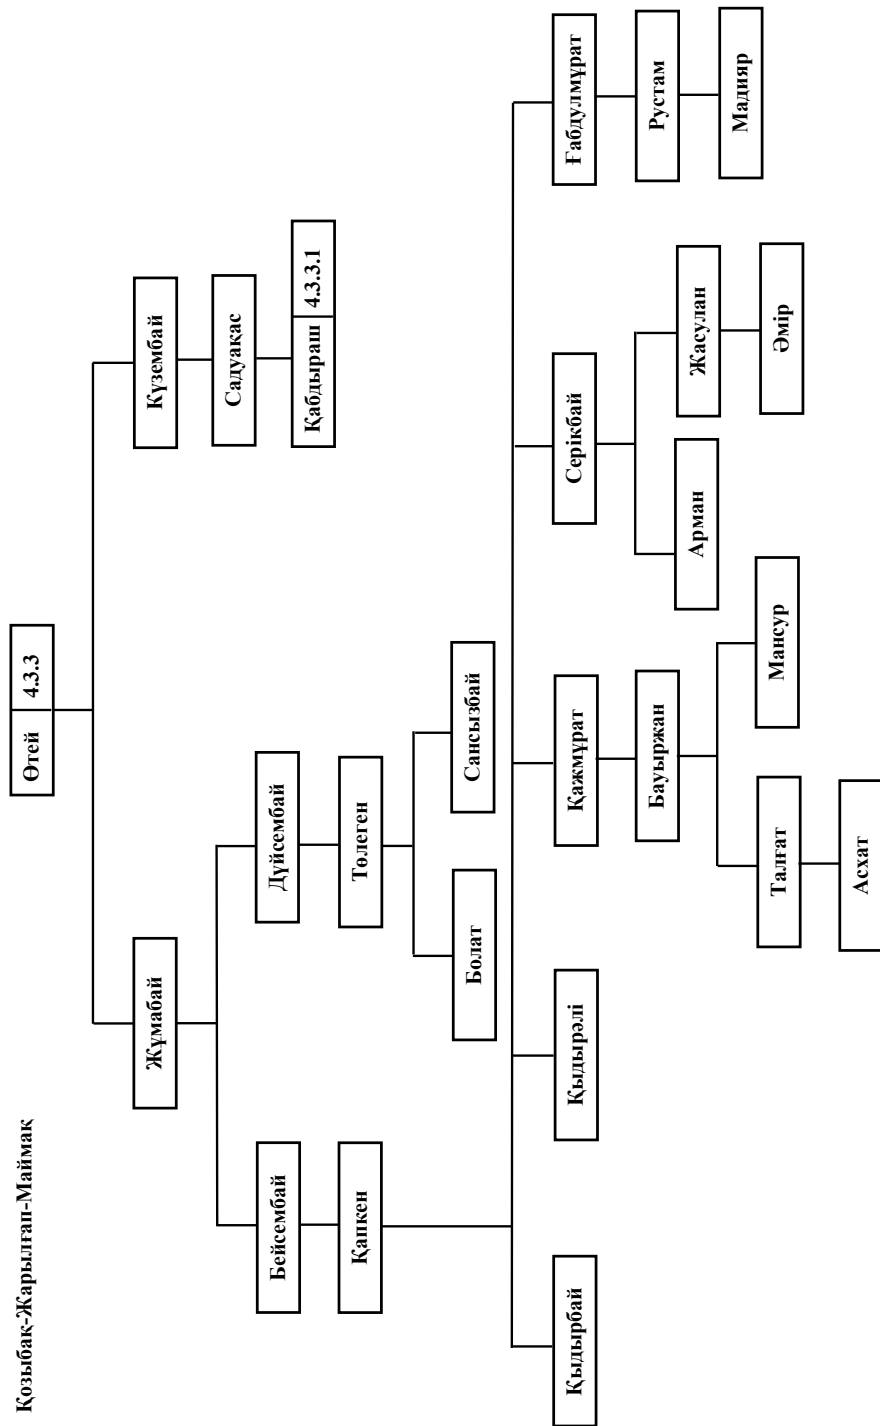 Қозыбақ-Жарылғап-Маймақ
Өтей 4.3.3
Жұмабай
Күзембай
Бейсембай
Дүйсембай
Садуақас
Қапкен
Төлеген
Қабдыраш 4.3.3.1
Болат
Сансызбай
Қыдырбай
Қыдырәлі
Қажмұрат
Серікбай
Ғабдулмұрат
Бауыржан
Арман
Жасулан
Рустам
Талғат
Мансур
Әмір
Мадияр
Асхат